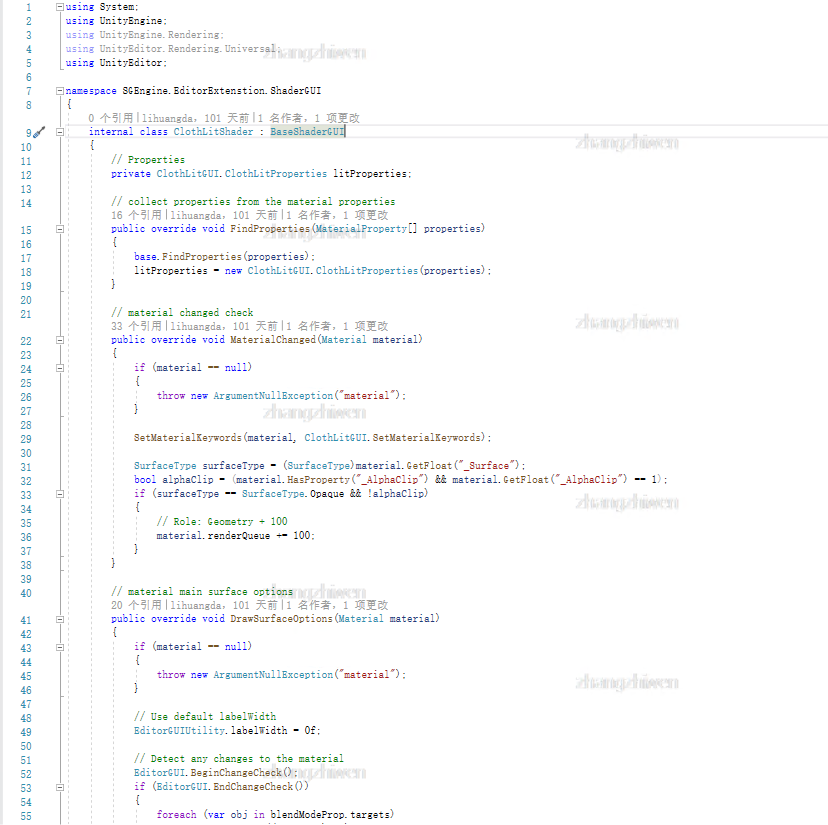 1 using System;
2 using UnityEngine;
3 using UnityEngine.Rendering;
4 using UnityEditor.Rendering.Universal;
5 using UnityEditor;
6
7 namespace SGEngine.EditorExtenstion.ShaderGUI
8 {
0 个引用|lihuangda，101 天前|1 名作者，1 项更改
9 internal class ClothLitShader : BaseShaderGUI
10 {
11 // Properties
12 private ClothLitGUI.ClothLitProperties litProperties;
13
14 // collect properties from the material properties
16 个引用|lihuangda，101 天前|1 名作者，1 项更改
15 public override void FindProperties(MaterialProperty[] properties)
16 {
17 base.FindProperties(properties);
18 litProperties = new ClothLitGUI.ClothLitProperties(properties);
19 }
20
21 // material changed check
33 个引用|lihuangda，101 天前|1 名作者，1 项更改
22 public override void MaterialChanged(Material material)
23 {
24 if (material == null)
25 {
26 throw new ArgumentNullException("material");
27 }
28
29 SetMaterialKeywords(material, ClothLitGUI.SetMaterialKeywords);
30
31 SurfaceType surfaceType = (SurfaceType)material.GetFloat("_Surface");
32 bool alphaClip = (material.HasProperty("_AlphaClip") && material.GetFloat("_AlphaClip") == 1);
33 if (surfaceType == SurfaceType.Opaque && !alphaClip)
34 {
35 // Role: Geometry + 100
36 material.renderQueue += 100;
37 }
38 }
39
40 // material main surface options
20 个引用|lihuangda，101 天前|1 名作者，1 项更改
41 public override void DrawSurfaceOptions(Material material)
42 {
43 if (material == null)
44 {
45 throw new ArgumentNullException("material");
46 }
47
48 // Use default labelWidth
49 EditorGUIUtility.labelWidth = 0f;
50
51 // Detect any changes to the material
52 EditorGUI.BeginChangeCheck();
53 if (EditorGUI.EndChangeCheck())
54 {
55 foreach (var obj in blendModeProp.targets)
zhangzhiwen
zhangzhiwen
zhangzhiwen
zhangzhiwen
zhangzhiwen
zhangzhiwen
zhangzhiwen
zhangzhiwen
zhangzhiwen